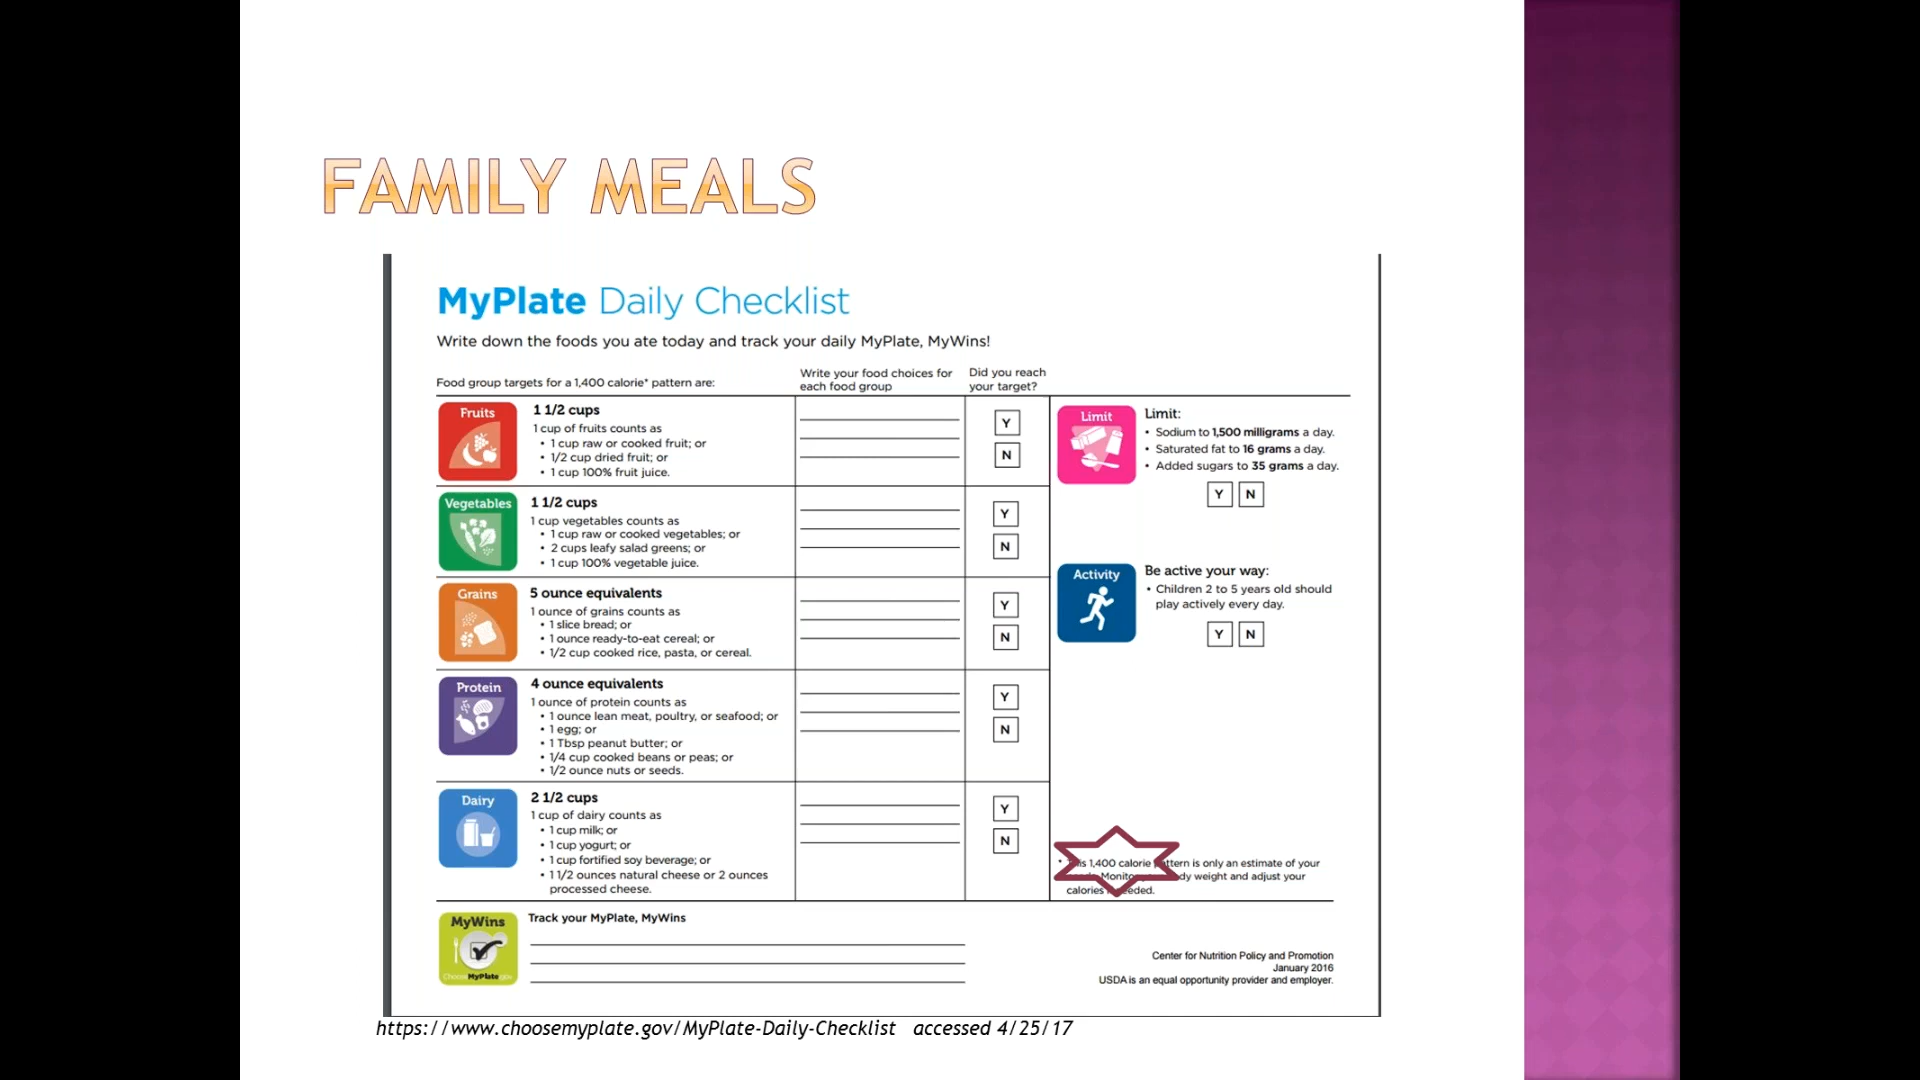 FAMILY MEALS
MyPlate Daily Checklist
Write down the foods you ate today and track your daily MyPlate, MyWins!
Food group targets for a 1,400 calorie* pattern are:
Write your food choices for
each food group
Did you reach
your target?
Fruits
1 1/2 cups
1 cup of fruits counts as
• 1 cup raw or cooked fruit; or
• 1/2 cup dried fruit; or
• 1 cup 100% fruit juice.
Y
N
Vegetables
1 1/2 cups
1 cup vegetables counts as
• 1 cup raw or cooked vegetables; or
• 2 cups leafy salad greens; or
• 1 cup 100% vegetable juice.
Y
N
Grains
5 ounce equivalents
1 ounce of grains counts as
• 1 slice bread; or
• 1 ounce ready-to-eat cereal; or
• 1/2 cup cooked rice, pasta, or cereal.
Y
N
Protein
4 ounce equivalents
1 ounce of protein counts as
• 1 ounce lean meat, poultry, or seafood; or
• 1 egg; or
• 1 Tbsp peanut butter; or
• 1/4 cup cooked beans or peas; or
• 1/2 ounce nuts or seeds.
Y
N
Dairy
2 1/2 cups
1 cup of dairy counts as
• 1 cup milk; or
• 1 cup yogurt; or
• 1 cup fortified soy beverage; or
• 1 1/2 ounces natural cheese or 2 ounces
processed cheese.
Y
N
Limit
Limit:
• Sodium to 1,500 milligrams a day.
• Saturated fat to 16 grams a day.
• Added sugars to 35 grams a day.
Y N
Activity
Be active your way:
• Children 2 to 5 years old should
play actively every day.
Y N
* 1,400 calorie is only an estimate of your
weight and adjust your
calories
MyWins
ChooseMyPlate.gov
Track your MyPlate, MyWins
Center for Nutrition Policy and Promotion
January 2016
USDA is an equal opportunity provider and employer.
https://www.choosemyplate.gov/MyPlate-Daily-Checklist accessed 4/25/17